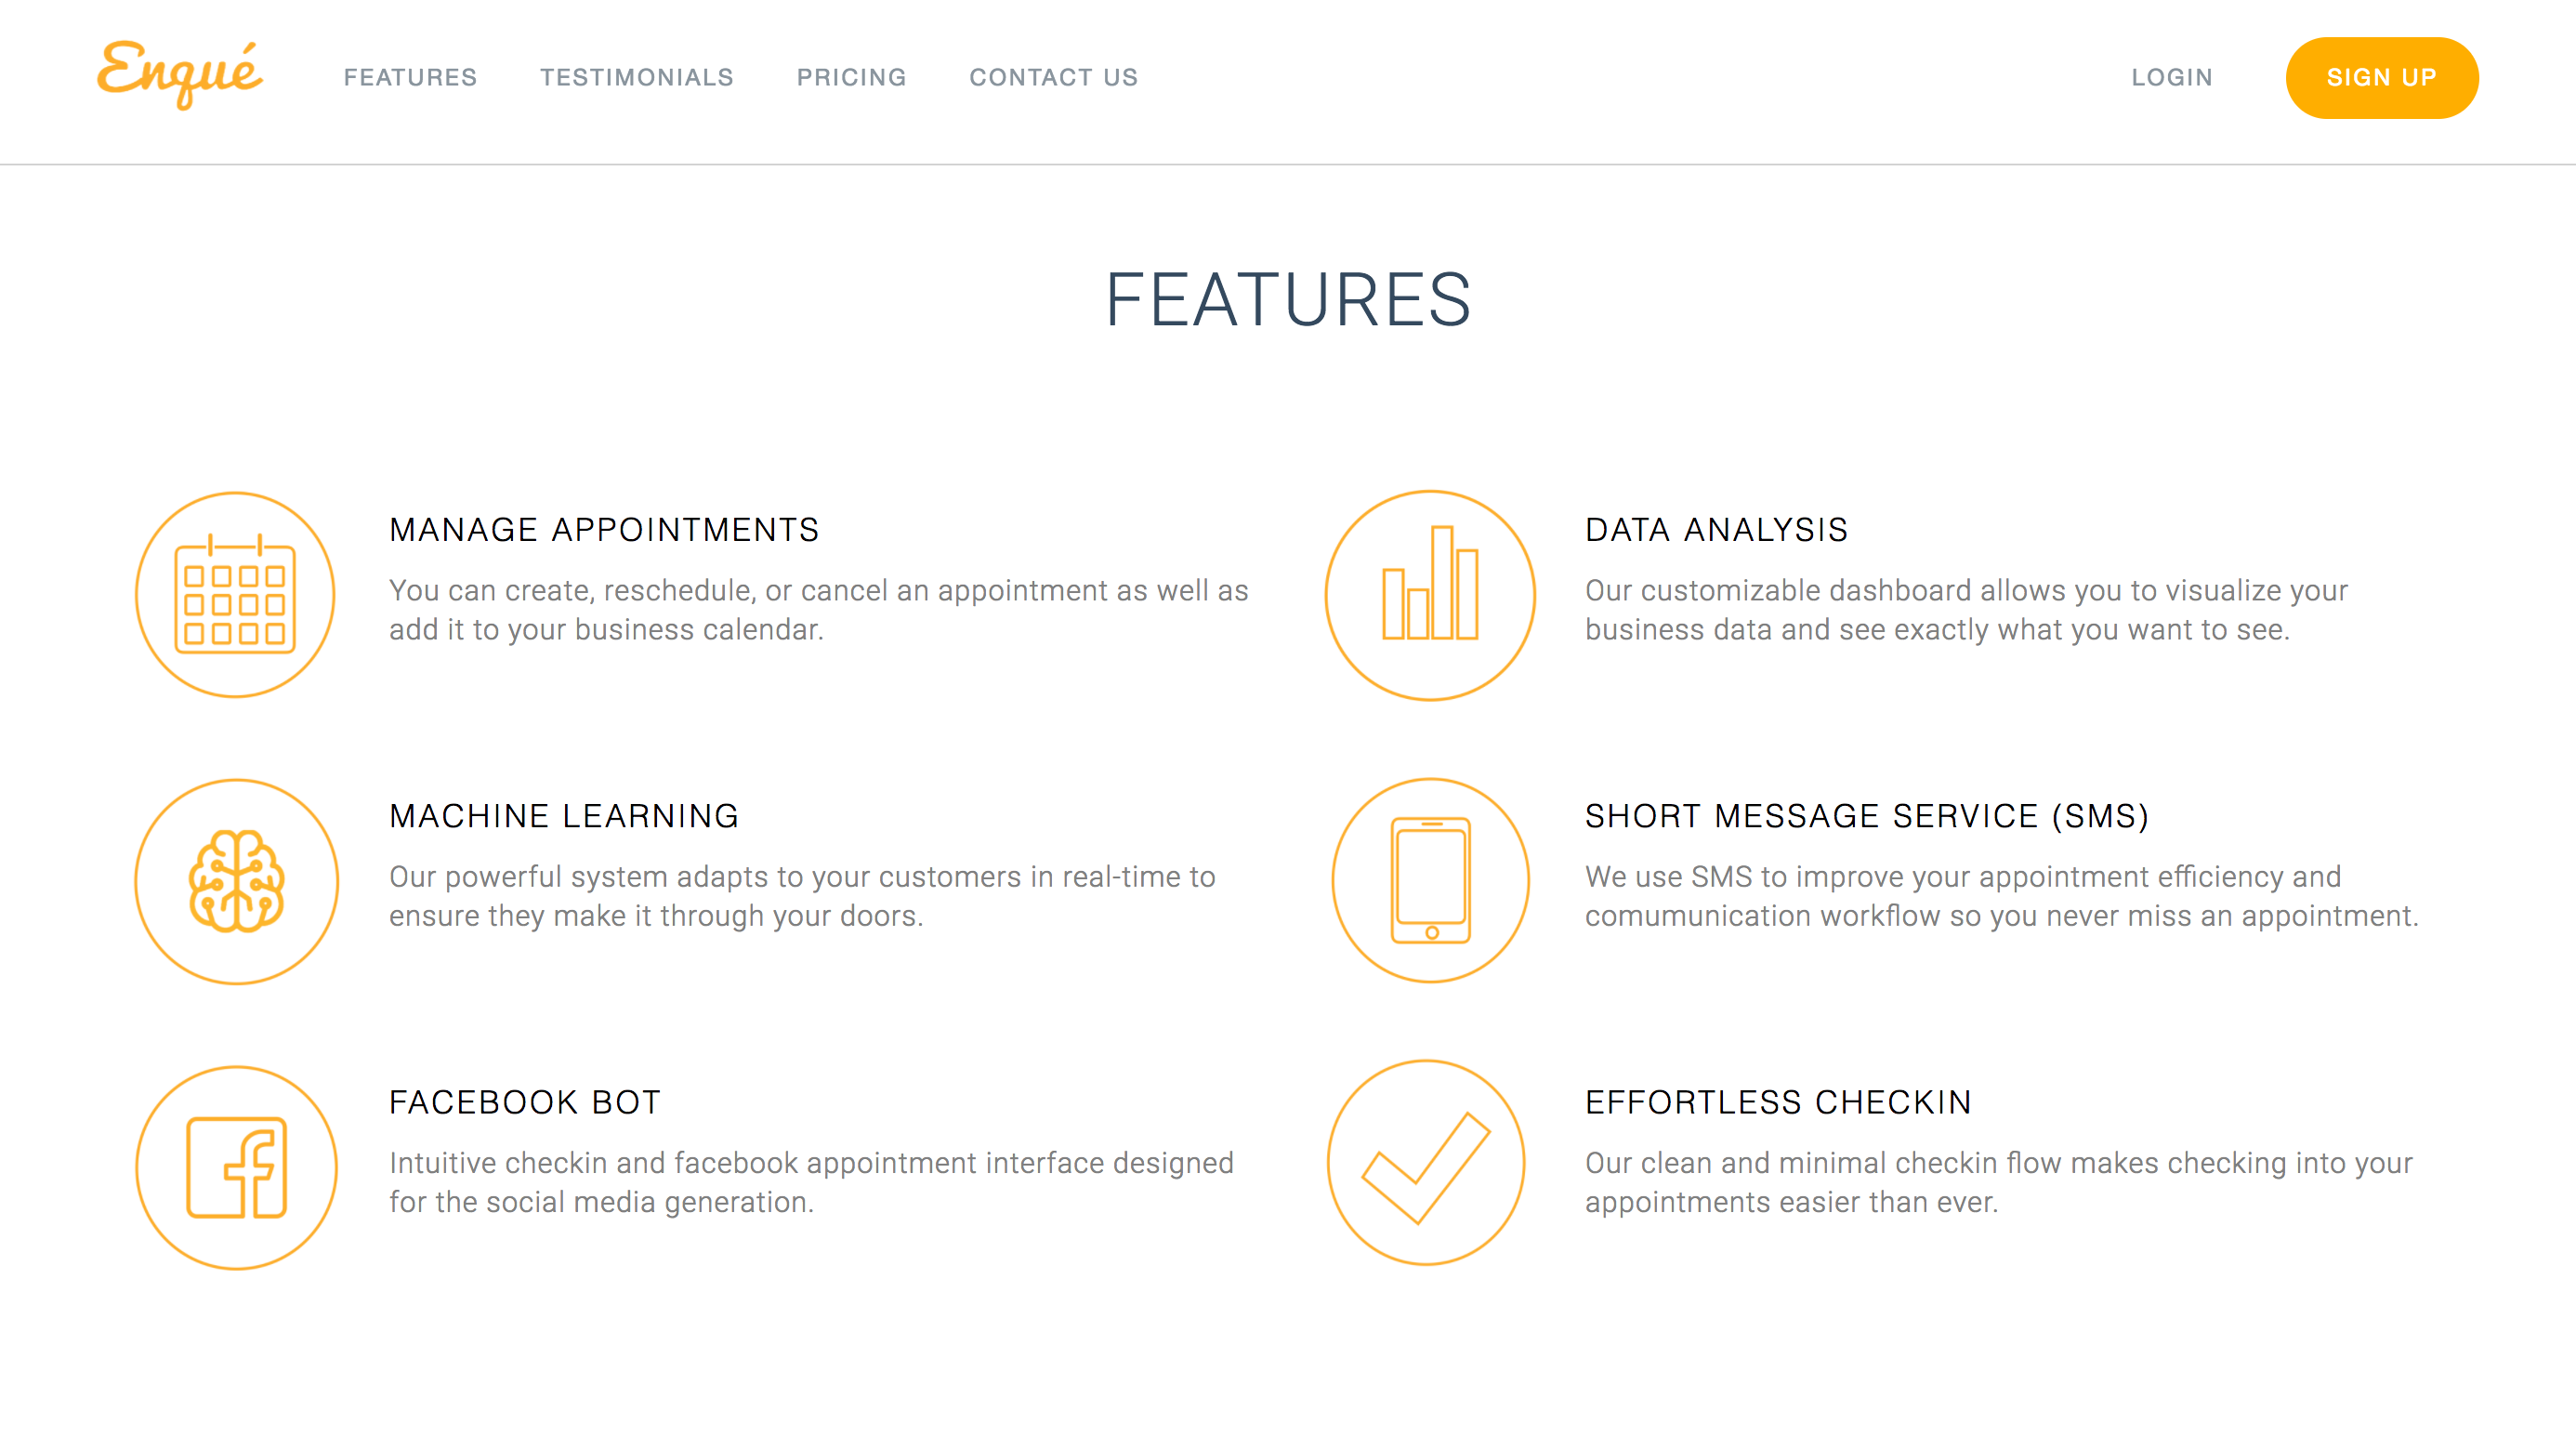 Enqué
FEATURES
TESTIMONIALS
PRICING
CONTACT US
LOGIN
SIGN UP
FEATURES
MANAGE APPOINTMENTS
You can create, reschedule, or cancel an appointment as well as
add it to your business calendar.
DATA ANALYSIS
Our customizable dashboard allows you to visualize your
business data and see exactly what you want to see.
MACHINE LEARNING
Our powerful system adapts to your customers in real-time to
ensure they make it through your doors.
SHORT MESSAGE SERVICE (SMS)
We use SMS to improve your appointment efficiency and
comumunication workflow so you never miss an appointment.
FACEBOOK BOT
Intuitive checkin and facebook appointment interface designed
for the social media generation.
EFFORTLESS CHECKIN
Our clean and minimal checkin flow makes checking into your
appointments easier than ever.